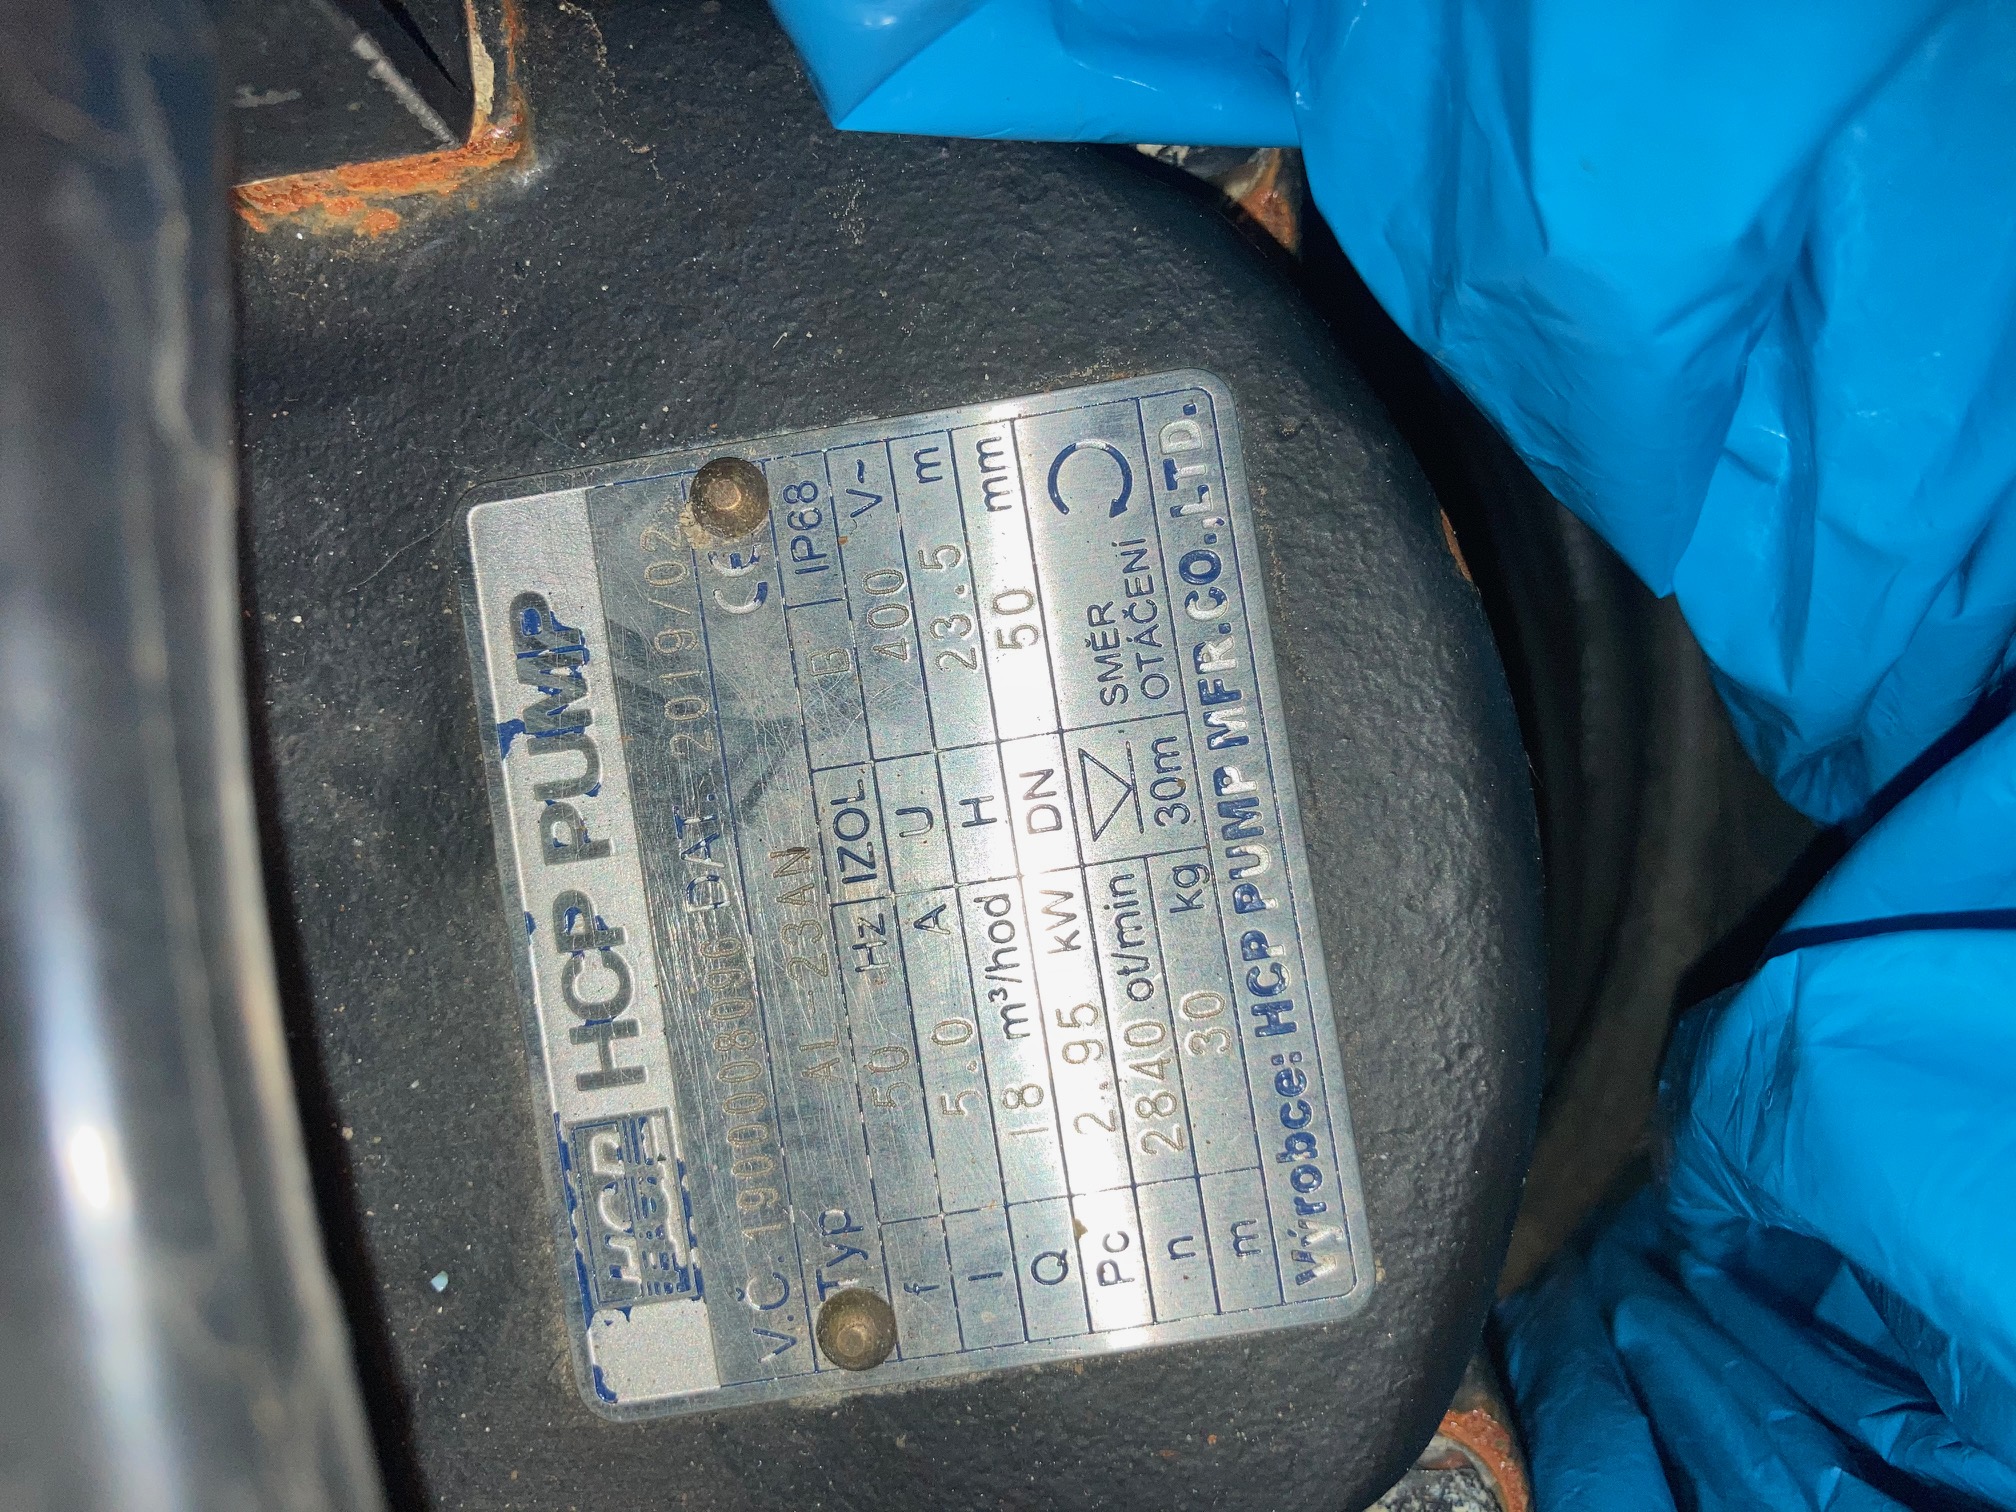 HCP HCP PUMP
V.Č. 1900008096 DAT. 2019/02
Typ AL-23AN CE
f 50 Hz IZOL. B IP68
I 5.0 A U 400 V~
Q 18 m³/hod H 23.5 m
Pc 2.95 kW DN 50 mm
n 2840 ot/min SMĚR OTÁČENÍ
m 30 kg 30m
Výrobce: HCP PUMP MFR.CO.,LTD.